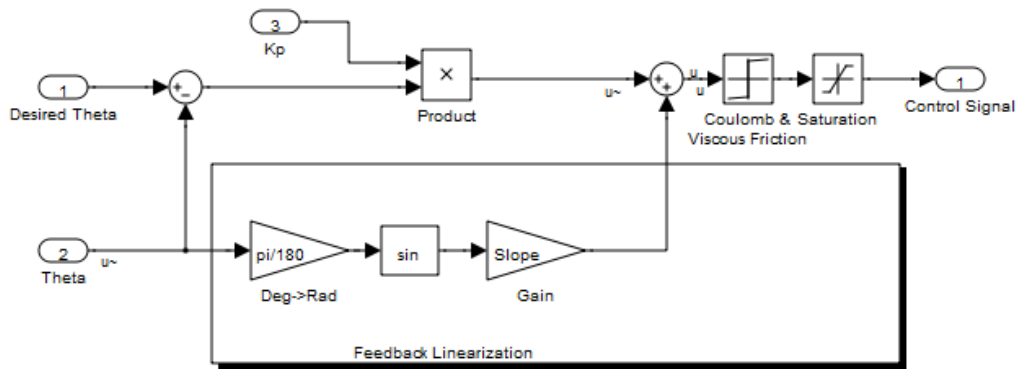 3
Kp
1
Desired Theta
+
−
×
Product
u~
+
+
u
u
Coulomb & Saturation
Viscous Friction
1
Control Signal
2
Theta
u~
pi/180
Deg->Rad
sin
Slope
Gain
Feedback Linearization